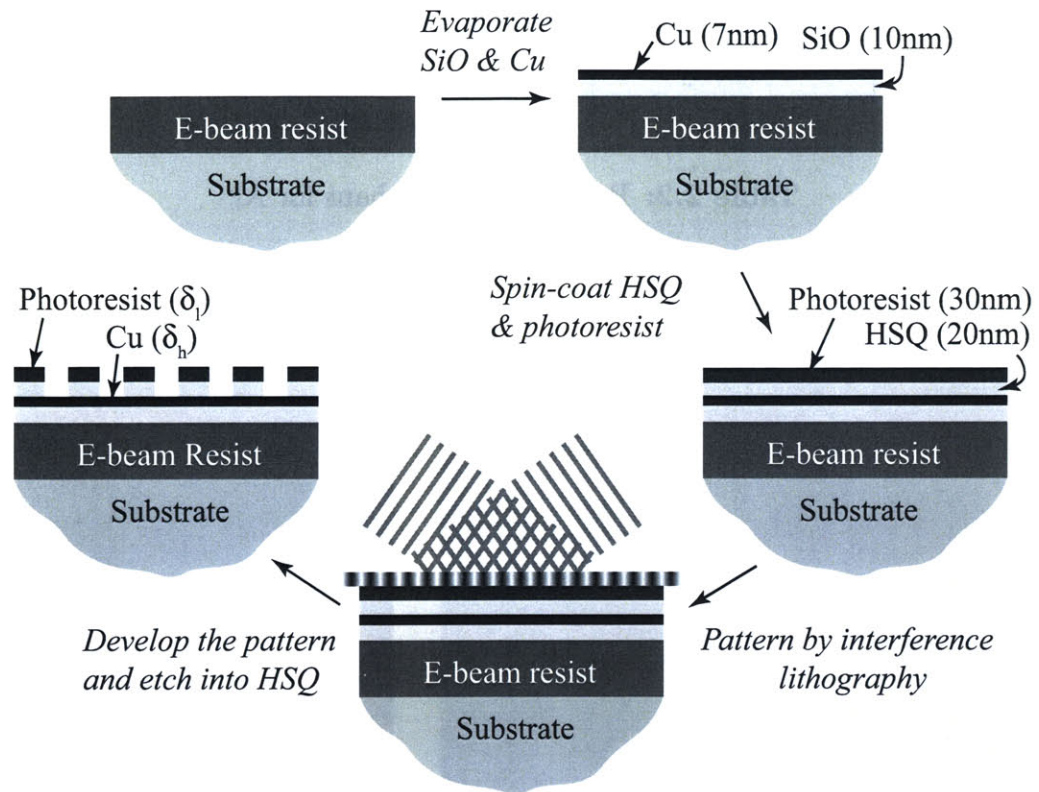 Evaporate
SiO & Cu
Cu (7nm)
SiO (10nm)
E-beam resist
Substrate
E-beam resist
Substrate
Spin-coat HSQ
& photoresist
Photoresist (30nm)
HSQ (20nm)
E-beam resist
Substrate
Pattern by interference
lithography
E-beam resist
Substrate
Develop the pattern
and etch into HSQ
Photoresist (δl)
Cu (δh)
E-beam Resist
Substrate